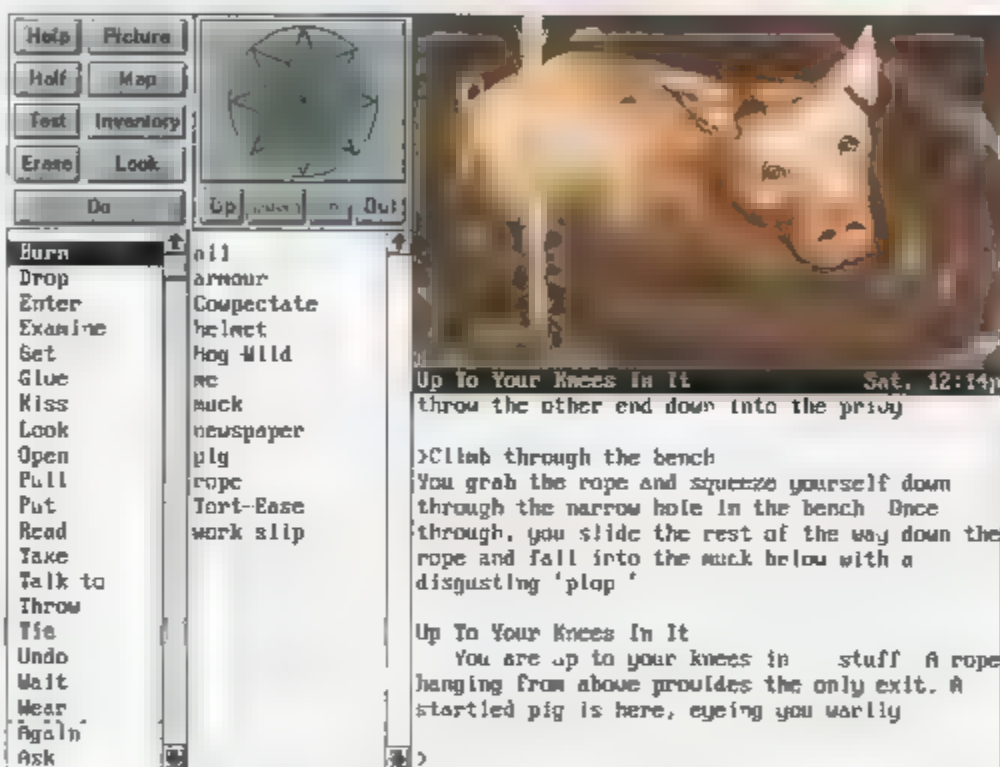 Help Picture
Half Map
Text Inventory
Erase Look
Do
Up Out
Burn
Drop
Enter
Examine
Get
Glue
Kiss
Look
Open
Pull
Put
Read
Take
Talk to
Throw
Tie
Undo
Wait
Wear
Again
Ask
all
armour
Cowpectate
helmet
Hog Wild
me
muck
newspaper
pig
rope
Tort-Ease
work slip
Up To Your Knees In It Sat, 12:14p
throw the other end down into the privy
>Climb through the bench
You grab the rope and squeeze yourself down
through the narrow hole in the bench. Once
through, you slide the rest of the way down the
rope and fall into the muck below with a
disgusting 'plop.'
Up To Your Knees In It
You are up to your knees in stuff. A rope
hanging from above provides the only exit. A
startled pig is here, eyeing you warily
>